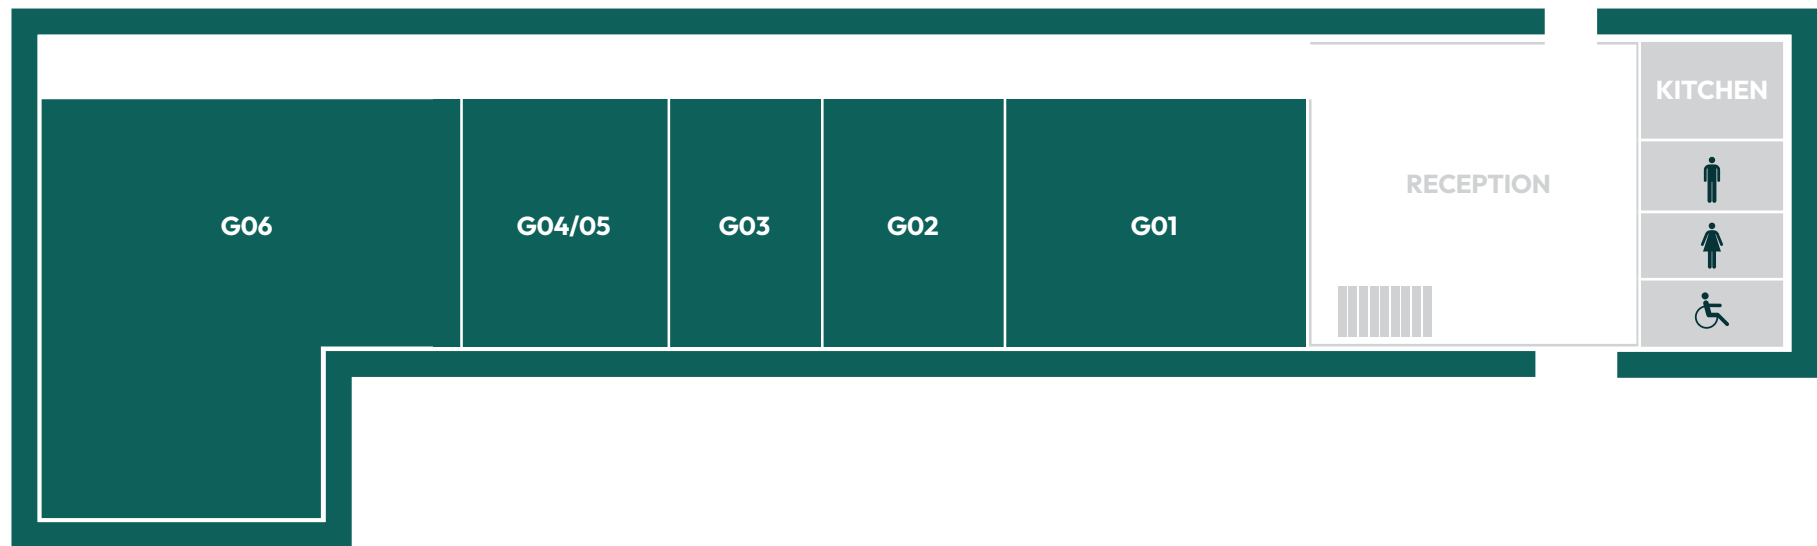 KITCHEN
RECEPTION
G06
G04/05
G03
G02
G01